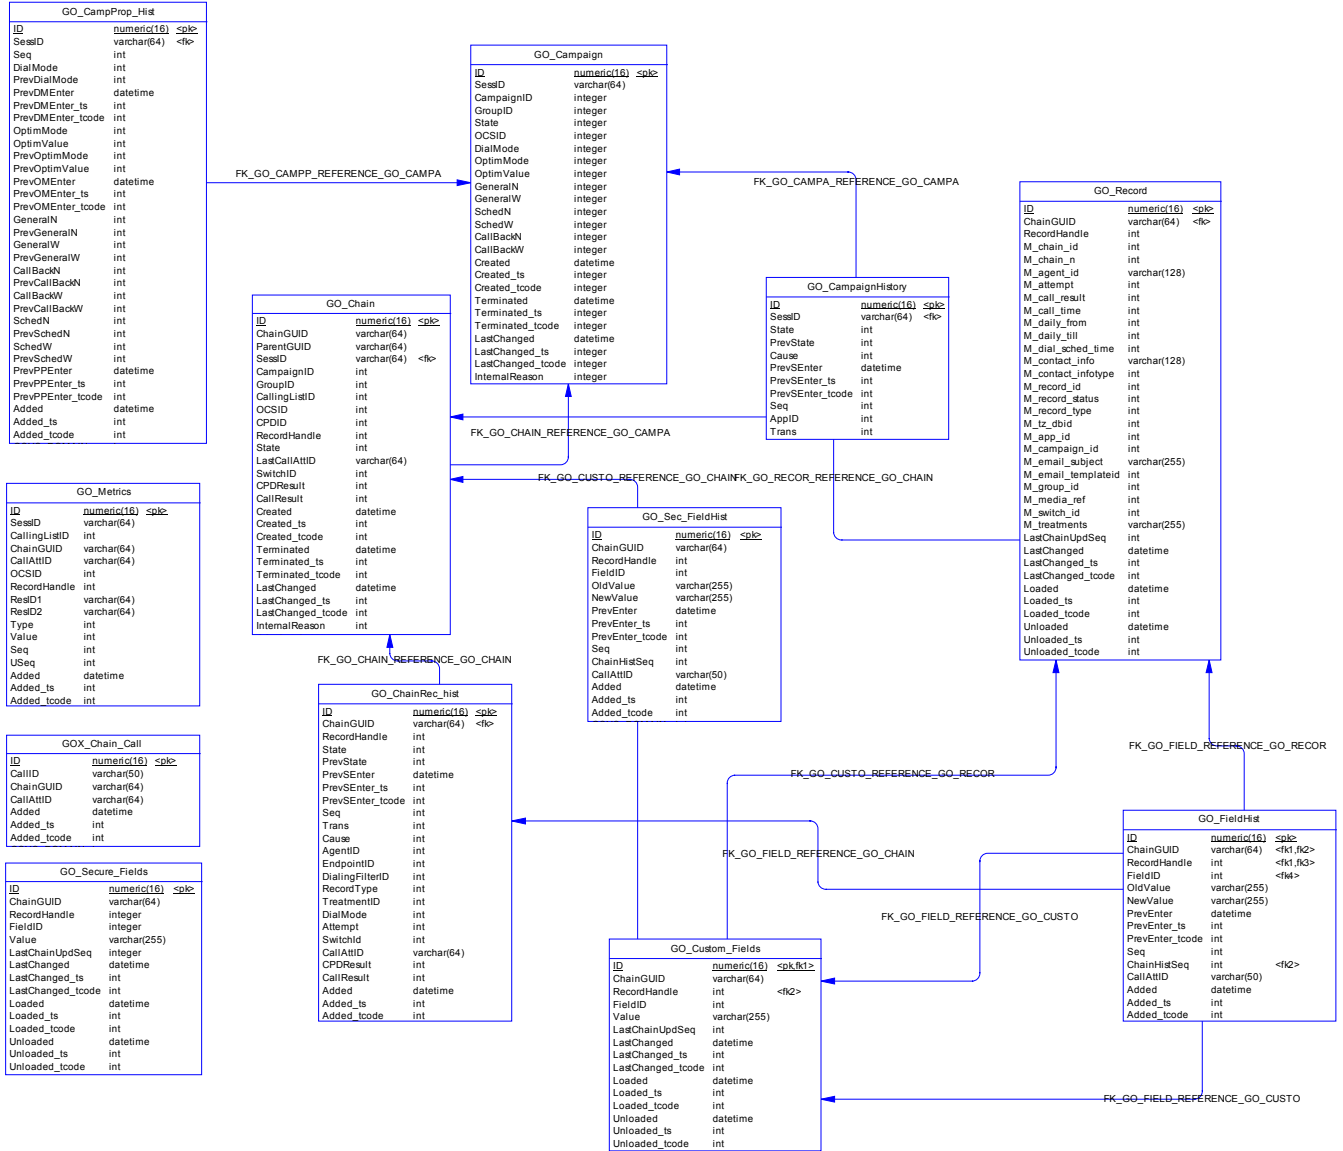 GO_CampProp_Hist
ID numeric(16) <pk>
SessID varchar(64) <fk>
Seq int
DialMode int
PrevDialMode int
PrevDMEnter datetime
PrevDMEnter_ts int
PrevDMEnter_tcode int
OptimMode int
OptimValue int
PrevOptimMode int
PrevOptimValue int
PrevOMEnter datetime
PrevOMEnter_ts int
PrevOMEnter_tcode int
GeneralN int
PrevGeneralN int
GeneralW int
PrevGeneralW int
CallBackN int
PrevCallBackN int
CallBackW int
PrevCallBackW int
SchedN int
PrevSchedN int
SchedW int
PrevSchedW int
PrevPPEnter datetime
PrevPPEnter_ts int
PrevPPEnter_tcode int
Added datetime
Added_ts int
Added_tcode int
FK_GO_CAMPP_REFERENCE_GO_CAMPA
GO_Campaign
ID numeric(16) <pk>
SessID varchar(64)
CampaignID integer
GroupID integer
State integer
OCSID integer
DialMode integer
OptimMode integer
OptimValue integer
GeneralN integer
GeneralW integer
SchedN integer
SchedW integer
CallBackN integer
CallBackW integer
Created datetime
Created_ts integer
Created_tcode integer
Terminated datetime
Terminated_ts integer
Terminated_tcode integer
LastChanged datetime
LastChanged_ts integer
LastChanged_tcode integer
InternalReason integer
FK_GO_CAMPA_REFERENCE_GO_CAMPA
GO_CampaignHistory
ID numeric(16) <pk>
SessID varchar(64) <fk>
State int
PrevState int
Cause int
PrevSEnter datetime
PrevSEnter_ts int
PrevSEnter_tcode int
Seq int
AppID int
Trans int
GO_Record
ID numeric(16) <pk>
ChainGUID varchar(64) <fk>
RecordHandle int
M_chain_id int
M_chain_n int
M_agent_id varchar(128)
M_attempt int
M_call_result int
M_call_time int
M_daily_from int
M_daily_till int
M_dial_sched_time int
M_contact_info varchar(128)
M_contact_infotype int
M_record_id int
M_record_status int
M_record_type int
M_tz_dbid int
M_app_id int
M_campaign_id int
M_email_subject varchar(255)
M_email_templateid int
M_group_id int
M_media_ref int
M_switch_id int
M_treatments varchar(255)
LastChainUpdSeq int
LastChanged datetime
LastChanged_ts int
LastChanged_tcode int
Loaded datetime
Loaded_ts int
Loaded_tcode int
Unloaded datetime
Unloaded_ts int
Unloaded_tcode int
GO_Chain
ID numeric(16) <pk>
ChainGUID varchar(64)
ParentGUID varchar(64)
SessID varchar(64) <fk>
CampaignID int
GroupID int
CallingListID int
OCSID int
CPDID int
RecordHandle int
State int
LastCallAttID varchar(64)
SwitchID int
CPDResult int
CallResult int
Created datetime
Created_ts int
Created_tcode int
Terminated datetime
Terminated_ts int
Terminated_tcode int
LastChanged datetime
LastChanged_ts int
LastChanged_tcode int
InternalReason int
FK_GO_CHAIN_REFERENCE_GO_CAMPA
FK_GO_CUSTO_REFERENCE_GO_CHAIN
FK_GO_RECOR_REFERENCE_GO_CHAIN
GO_Metrics
ID numeric(16) <pk>
SessID varchar(64)
CallingListID int
ChainGUID varchar(64)
CallAttID varchar(64)
OCSID int
RecordHandle int
ResID1 varchar(64)
ResID2 varchar(64)
Type int
Value int
Seq int
USeq int
Added datetime
Added_ts int
Added_tcode int
GO_Sec_FieldHist
ID numeric(16) <pk>
ChainGUID varchar(64)
RecordHandle int
FieldID int
OldValue varchar(255)
NewValue varchar(255)
PrevEnter datetime
PrevEnter_ts int
PrevEnter_tcode int
Seq int
ChainHistSeq int
CallAttID varchar(50)
Added datetime
Added_ts int
Added_tcode int
FK_GO_CHAIN_REFERENCE_GO_CHAIN
GO_ChainRec_hist
ID numeric(16) <pk>
ChainGUID varchar(64) <fk>
RecordHandle int
State int
PrevState int
PrevSEnter datetime
PrevSEnter_ts int
PrevSEnter_tcode int
Seq int
Trans int
Cause int
AgentID int
EndpointID int
DialingFilterID int
RecordType int
TreatmentID int
DialMode int
Attempt int
SwitchId int
CallAttID varchar(64)
CPDResult int
CallResult int
Added datetime
Added_ts int
Added_tcode int
GOX_Chain_Call
ID numeric(16) <pk>
CallID varchar(50)
ChainGUID varchar(64)
CallAttID varchar(64)
Added datetime
Added_ts int
Added_tcode int
GO_Secure_Fields
ID numeric(16) <pk>
ChainGUID varchar(64)
RecordHandle integer
FieldID integer
Value varchar(255)
LastChainUpdSeq integer
LastChanged datetime
LastChanged_ts int
LastChanged_tcode int
Loaded datetime
Loaded_ts int
Loaded_tcode int
Unloaded datetime
Unloaded_ts int
Unloaded_tcode int
FK_GO_FIELD_REFERENCE_GO_RECOR
FK_GO_CUSTO_REFERENCE_GO_RECOR
FK_GO_FIELD_REFERENCE_GO_CHAIN
FK_GO_FIELD_REFERENCE_GO_CUSTO
GO_FieldHist
ID numeric(16) <pk>
ChainGUID varchar(64) <fk1,fk2>
RecordHandle int <fk1,fk3>
FieldID int <fk4>
OldValue varchar(255)
NewValue varchar(255)
PrevEnter datetime
PrevEnter_ts int
PrevEnter_tcode int
Seq int
ChainHistSeq int <fk2>
CallAttID varchar(50)
Added datetime
Added_ts int
Added_tcode int
GO_Custom_Fields
ID numeric(16) <pk,fk1>
ChainGUID varchar(64)
RecordHandle int <fk2>
FieldID int
Value varchar(255)
LastChainUpdSeq int
LastChanged datetime
LastChanged_ts int
LastChanged_tcode int
Loaded datetime
Loaded_ts int
Loaded_tcode int
Unloaded datetime
Unloaded_ts int
Unloaded_tcode int
FK_GO_FIELD_REFERENCE_GO_CUSTO